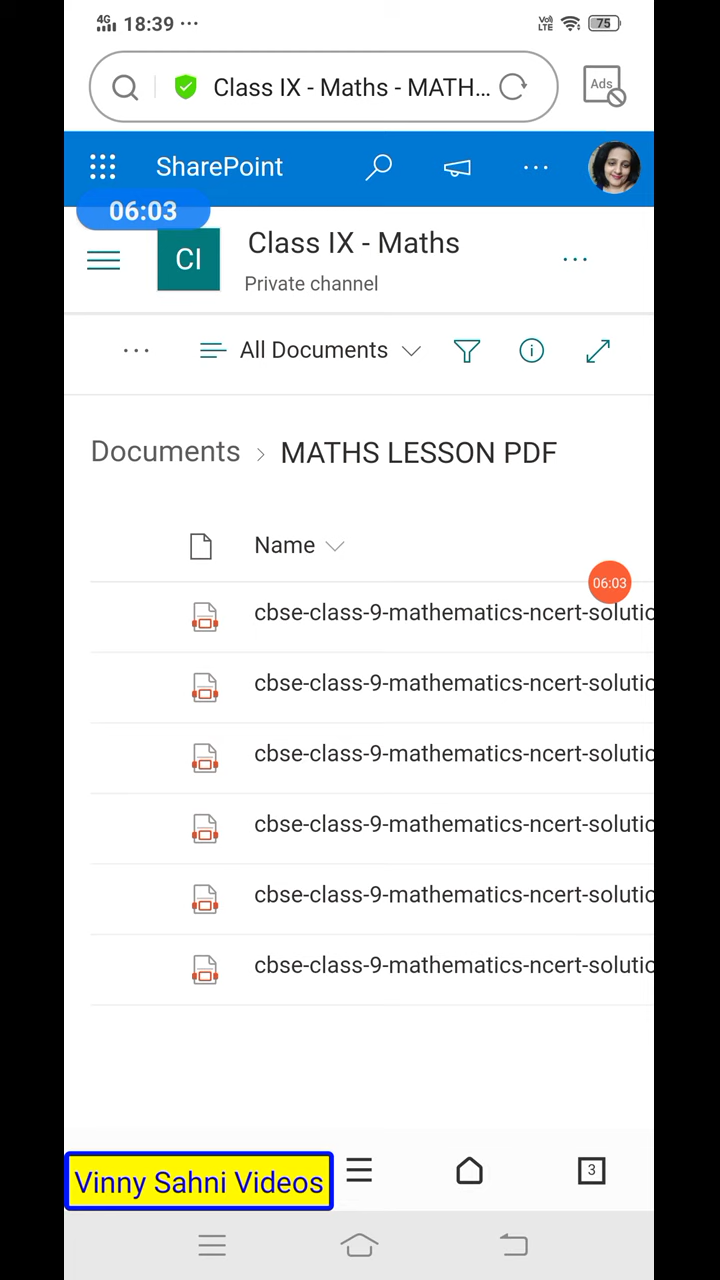 4G 18:39 ... VoI) LTE 75
Class IX - Maths - MATH... Ads
SharePoint ...
06:03
CI Class IX - Maths ...
Private channel
... All Documents
Documents > MATHS LESSON PDF
Name
06:03
cbse-class-9-mathematics-ncert-solutio
cbse-class-9-mathematics-ncert-solutio
cbse-class-9-mathematics-ncert-solutio
cbse-class-9-mathematics-ncert-solutio
cbse-class-9-mathematics-ncert-solutio
cbse-class-9-mathematics-ncert-solutio
Vinny Sahni Videos 3